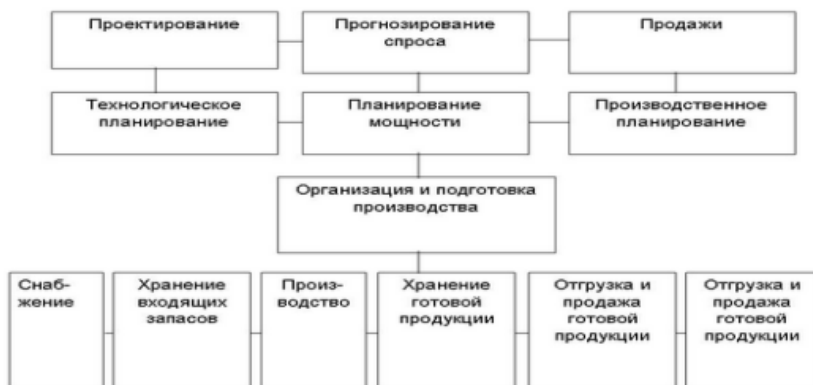 Проектирование
Прогнозирование
спроса
Продажи
Технологическое
планирование
Планирование
мощности
Производственное
планирование
Организация и подготовка
производства
Снаб-
жение
Хранение
входящих
запасов
Произ-
водство
Хранение
готовой
продукции
Отгрузка и
продажа
готовой
продукции
Отгрузка и
продажа
готовой
продукции